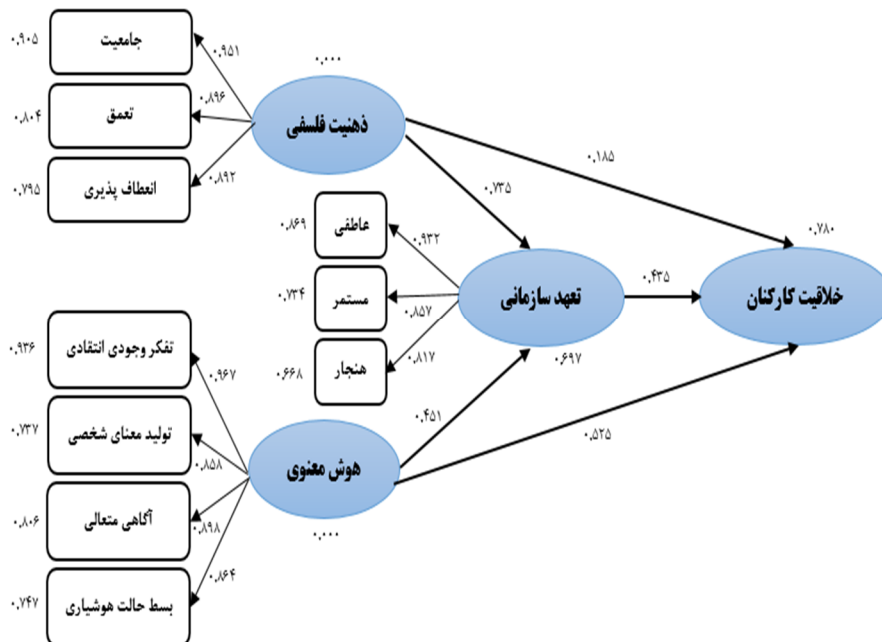 ۰,۹۰۵
جامعیت
۰,۹۵۱
۰,۰۰۰
ذهنیت فلسفی
۰,۸۰۴
تعمق
۰,۸۹۶
۰,۷۹۵
انعطاف پذیری
۰,۸۹۲
۰,۱۸۵
۰,۷۳۵
۰,۸۶۹
عاطفی
۰,۹۳۲
۰,۷۸۰
۰,۷۳۴
مستمر
۰,۸۵۷
تعهد سازمانی
۰,۴۳۵
خلاقیت کارکنان
۰,۶۶۸
هنجار
۰,۸۱۷
۰,۶۹۷
۰,۹۳۶
تفکر وجودی انتقادی
۰,۹۶۷
۰,۴۵۱
۰,۵۲۵
۰,۷۳۷
تولید معنای شخصی
۰,۸۵۸
هوش معنوی
۰,۸۰۶
آگاهی متعالی
۰,۸۹۸
۰,۰۰۰
۰,۷۴۷
بسط حالت هوشیاری
۰,۸۶۴